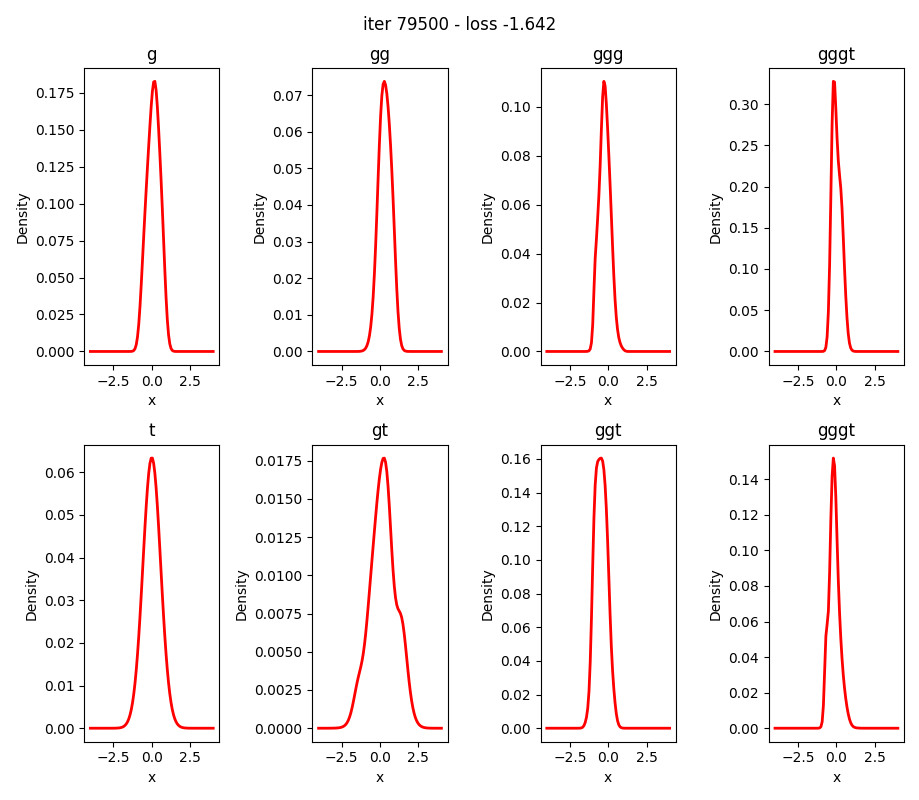 iter 79500 - loss -1.642
g
gg
ggg
gggt
0.175
0.150
0.125
0.100
0.075
0.050
0.025
0.000
Density
−2.5 0.0 2.5
x
0.07
0.06
0.05
0.04
0.03
0.02
0.01
0.00
Density
−2.5 0.0 2.5
x
0.10
0.08
0.06
0.04
0.02
0.00
Density
−2.5 0.0 2.5
x
0.30
0.25
0.20
0.15
0.10
0.05
0.00
Density
−2.5 0.0 2.5
x
t
gt
ggt
gggt
0.06
0.05
0.04
0.03
0.02
0.01
0.00
Density
−2.5 0.0 2.5
x
0.0175
0.0150
0.0125
0.0100
0.0075
0.0050
0.0025
0.0000
Density
−2.5 0.0 2.5
x
0.16
0.14
0.12
0.10
0.08
0.06
0.04
0.02
0.00
Density
−2.5 0.0 2.5
x
0.14
0.12
0.10
0.08
0.06
0.04
0.02
0.00
Density
−2.5 0.0 2.5
x